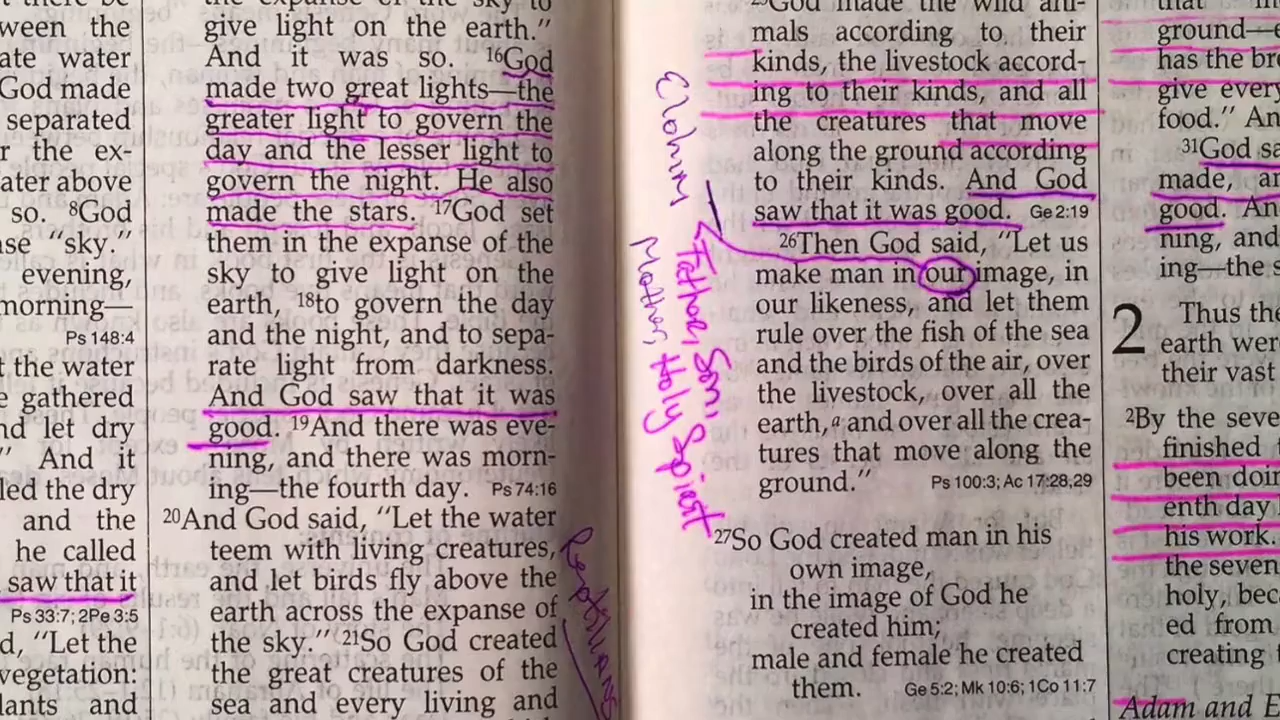 ween the
ate water
God made
separated
r the ex-
ater above
so. 8God
se "sky."
evening,
morning—
Ps 148:4
t the water
e gathered
nd let dry
" And it
led the dry
and the
he called
saw that it
Ps 33:7; 2Pe 3:5
d, "Let the
vegetation:
lants and
the expanse of the sky to
give light on the earth."
And it was so. 16God
made two great lights—the
greater light to govern the
day and the lesser light to
govern the night. He also
made the stars. 17God set
them in the expanse of the
sky to give light on the
earth, 18to govern the day
and the night, and to sepa-
rate light from darkness.
And God saw that it was
good. 19And there was eve-
ning, and there was morn-
ing—the fourth day. Ps 74:16
20And God said, "Let the water
teem with living creatures,
and let birds fly above the
earth across the expanse of
the sky." 21So God created
the great creatures of the
sea and every living and
Reptilians
Elohim
Father, Son,
Mother, Holy Spirit
25God made the wild ani-
mals according to their
kinds, the livestock accord-
ing to their kinds, and all
the creatures that move
along the ground according
to their kinds. And God
saw that it was good. Ge 2:19
26Then God said, "Let us
make man in our image, in
our likeness, and let them
rule over the fish of the sea
and the birds of the air, over
the livestock, over all the
earth,a and over all the crea-
tures that move along the
ground." Ps 100:3; Ac 17:28,29
27So God created man in his
own image,
in the image of God he
created him;
male and female he created
them. Ge 5:2; Mk 10:6; 1Co 11:7
that
ground—e
has the bre
give every
food." An
31God sa
made, an
good. An
ning, and
ing—the s
2 Thus the
earth were
their vast
2By the seve
finished t
been doin
enth day h
his work.
the seven
holy, bec
ed from
creating t
Adam and E